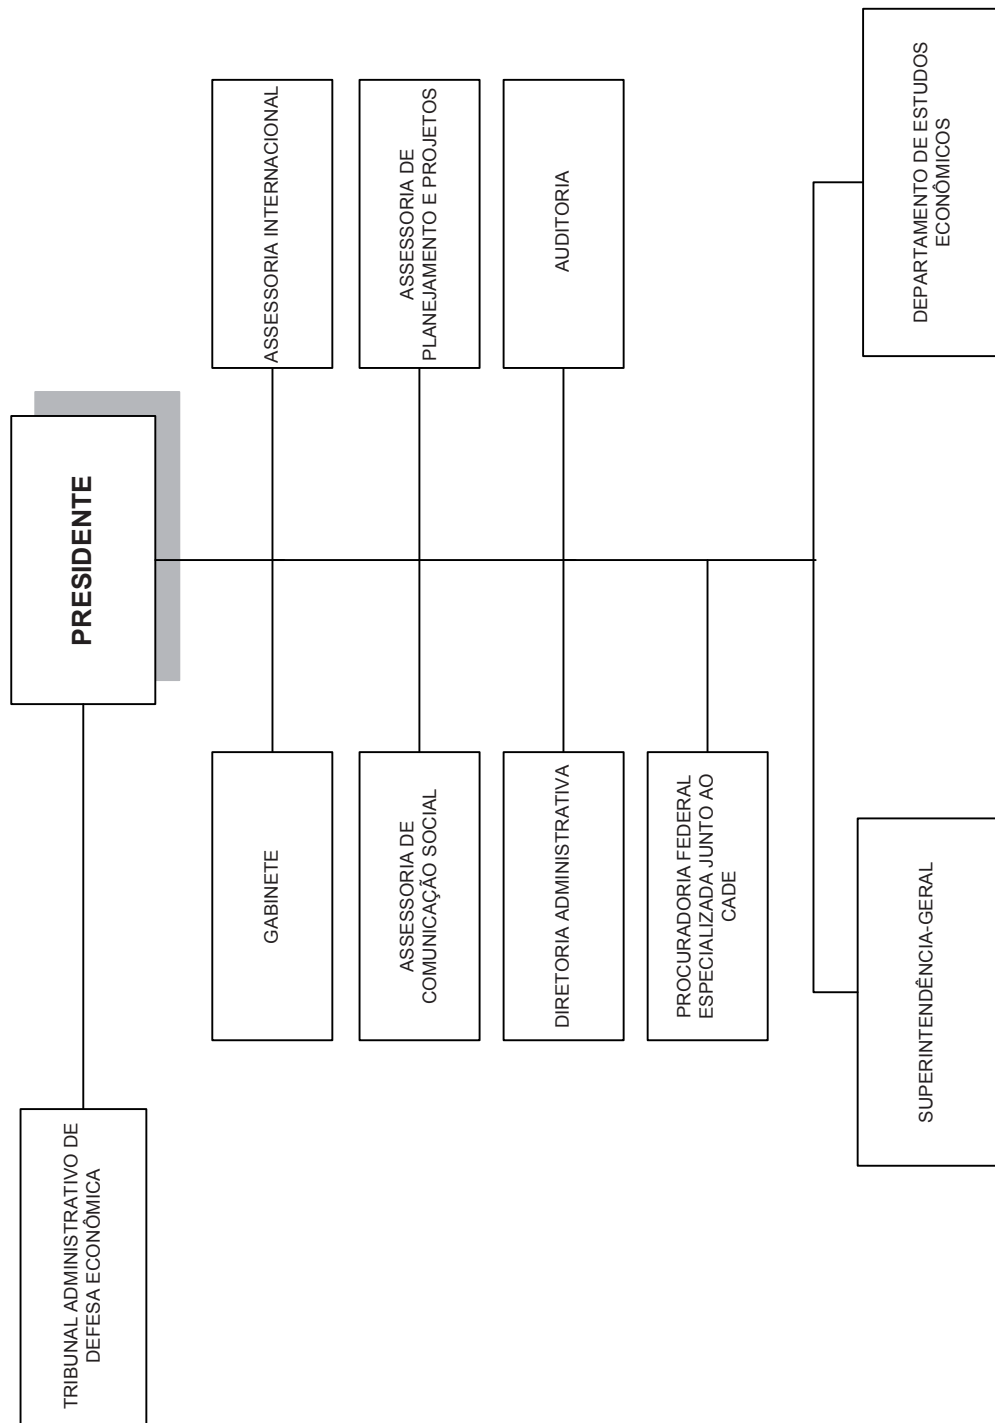 PRESIDENTE
TRIBUNAL ADMINISTRATIVO DE
DEFESA ECONÔMICA
GABINETE
ASSESSORIA INTERNACIONAL
ASSESSORIA DE
COMUNICAÇÃO SOCIAL
ASSESSORIA DE
PLANEJAMENTO E PROJETOS
DIRETORIA ADMINISTRATIVA
AUDITORIA
PROCURADORIA FEDERAL
ESPECIALIZADA JUNTO AO
CADE
SUPERINTENDÊNCIA-GERAL
DEPARTAMENTO DE ESTUDOS
ECONÔMICOS